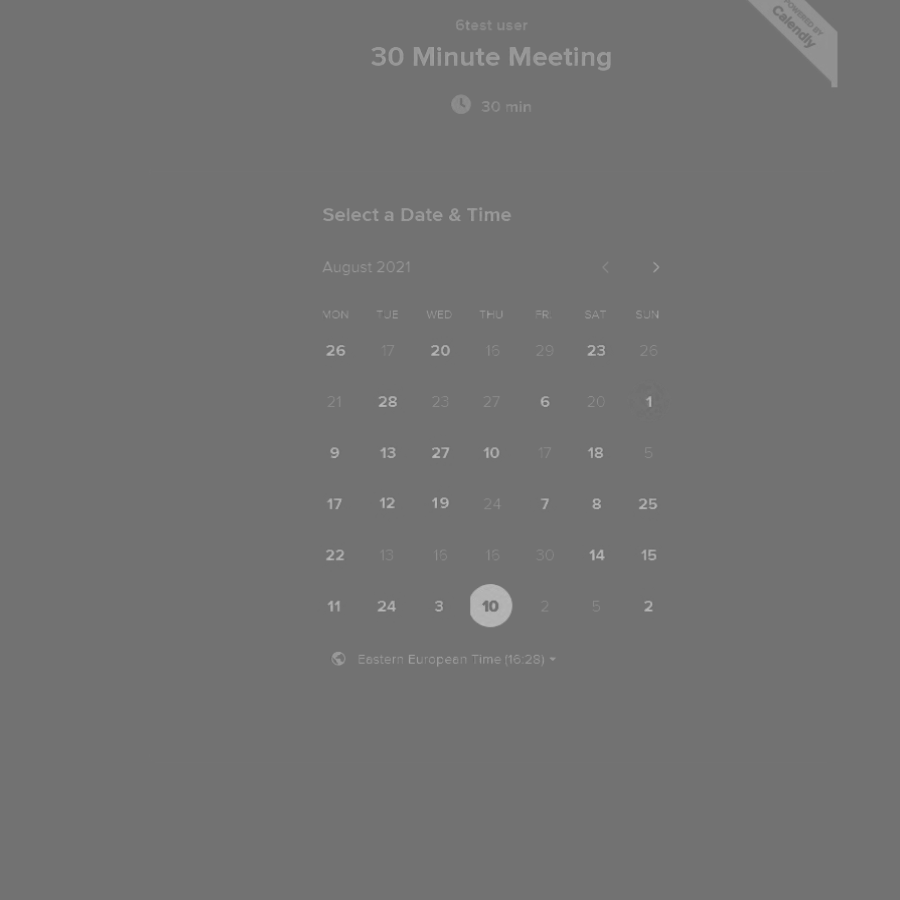 POWERED BY
Calendly
6test user
30 Minute Meeting
30 min
Select a Date & Time
August 2021
MON TUE WED THU FRI SAT SUN
26 17 20 15 29 23 26
21 28 23 27 6 20 1
9 13 27 10 17 18 5
17 12 19 24 7 8 25
22 13 15 15 30 14 15
11 24 3 10 2 5 2
Eastern European Time (16:28)